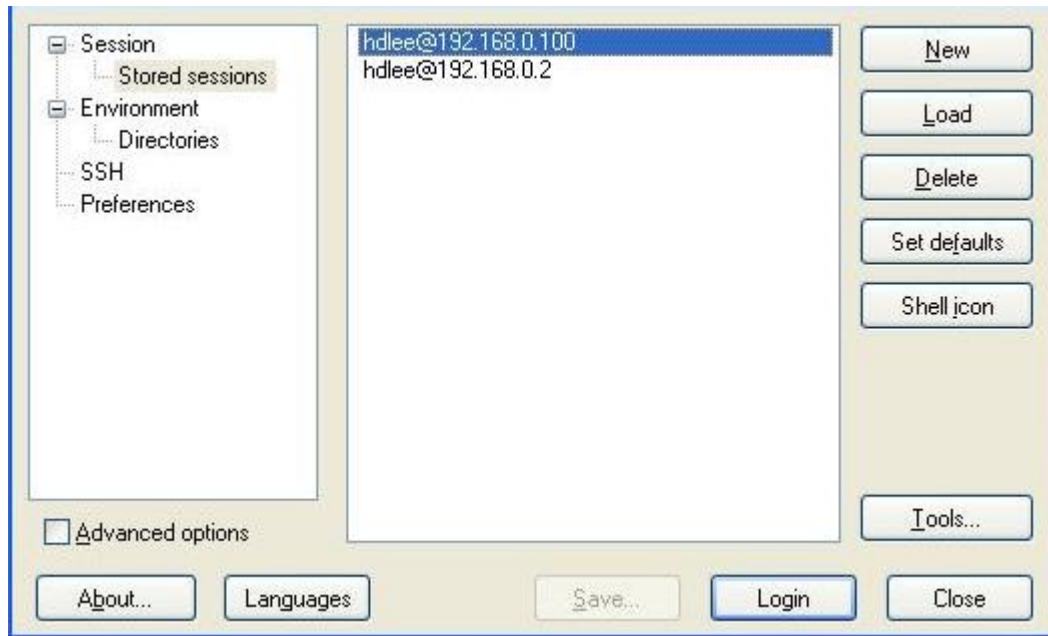 Session
Stored sessions
Environment
Directories
SSH
Preferences
Advanced options
hdlee@192.168.0.100
hdlee@192.168.0.2
New
Load
Delete
Set defaults
Shell icon
Tools...
About...
Languages
Save...
Login
Close